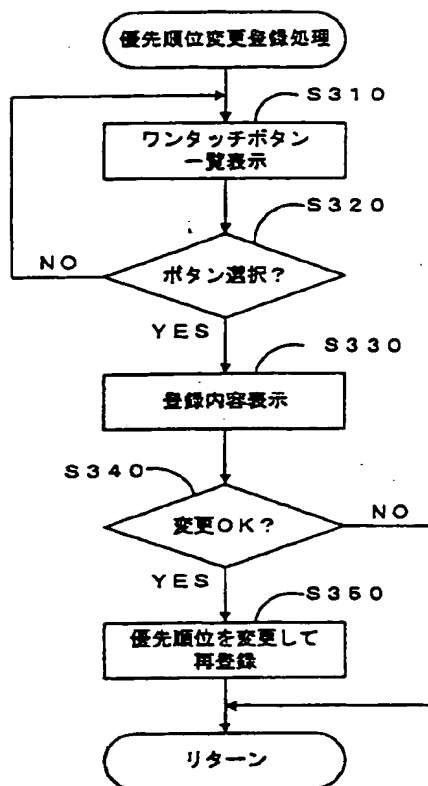 優先順位変更登録処理
S310
ワンタッチボタン
一覧表示
S320
NO
ボタン選択?
YES
S330
登録内容表示
S340
変更OK?
NO
YES
S350
優先順位を変更して
再登録
リターン